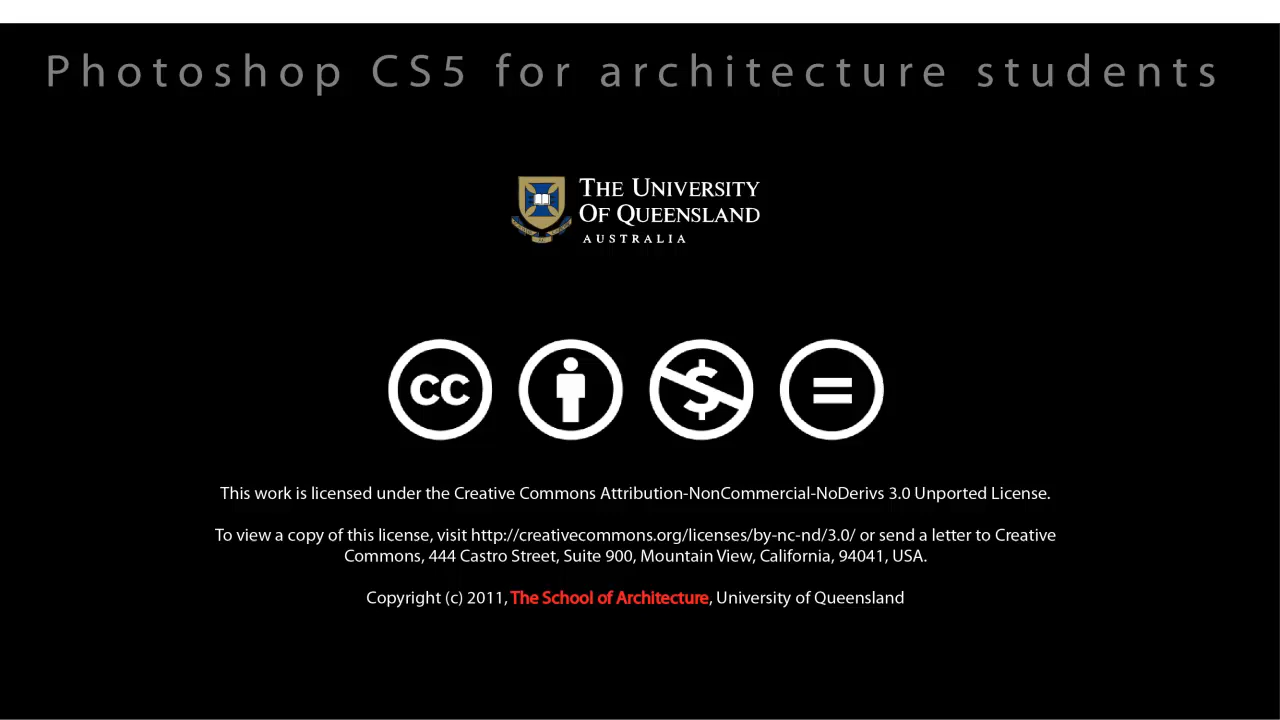 Photoshop CS5 for architecture students
THE UNIVERSITY
OF QUEENSLAND
AUSTRALIA
cc $ =
This work is licensed under the Creative Commons Attribution-NonCommercial-NoDerivs 3.0 Unported License.
To view a copy of this license, visit http://creativecommons.org/licenses/by-nc-nd/3.0/ or send a letter to Creative
Commons, 444 Castro Street, Suite 900, Mountain View, California, 94041, USA.
Copyright (c) 2011, The School of Architecture, University of Queensland